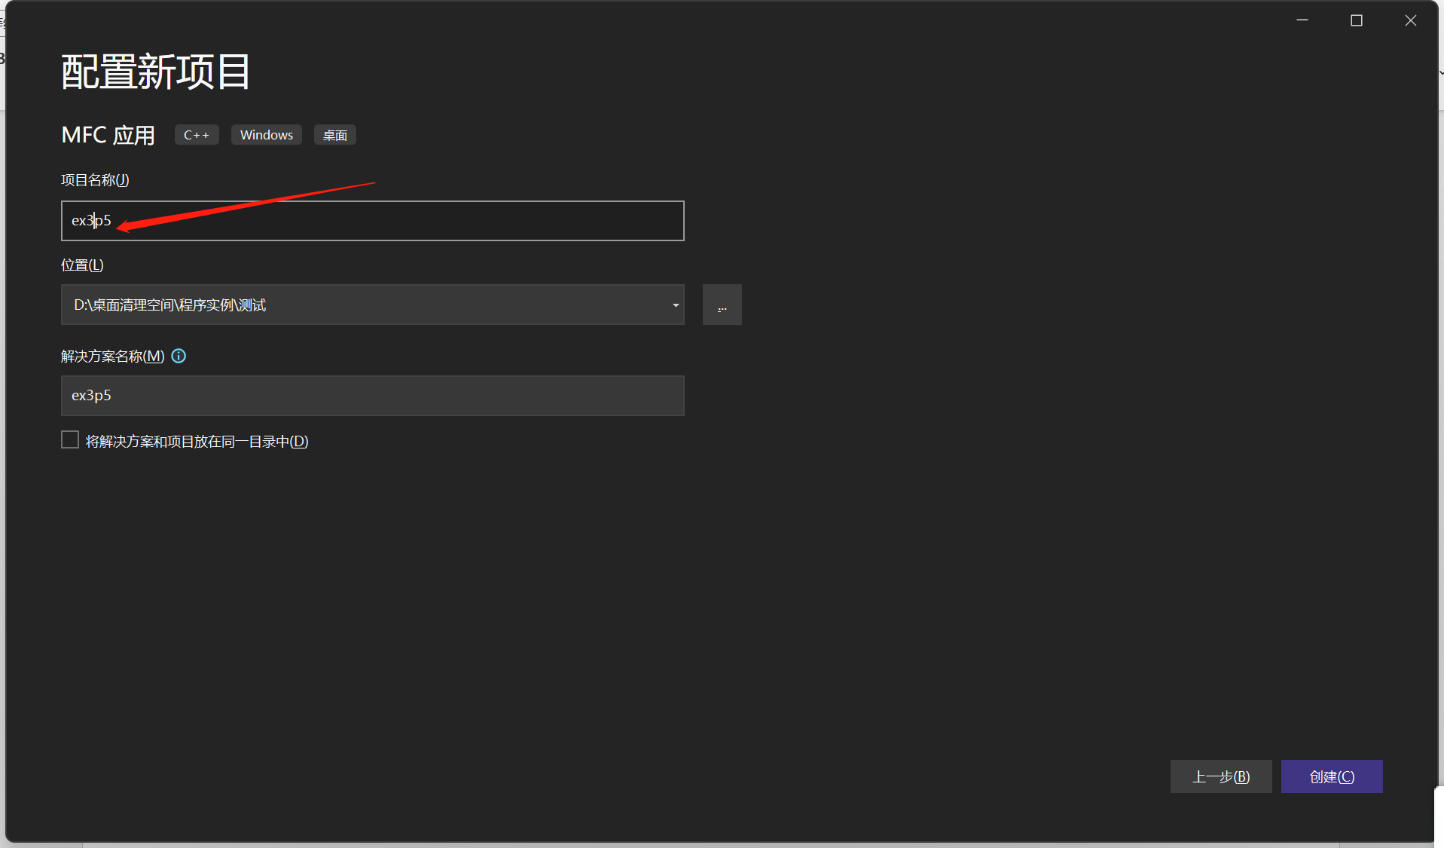 配置新项目
MFC 应用 C++ Windows 桌面
项目名称(J)
ex3p5
位置(L)
D:\桌面清理空间\程序实例\测试
...
解决方案名称(M)
ex3p5
将解决方案和项目放在同一目录中(D)
上一步(B) 创建(C)